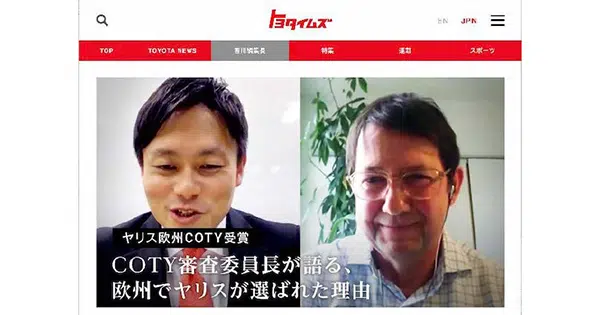 トヨタイムズ
EN JPN
TOP TOYOTA NEWS 香川編集長 特集 連載 スポーツ
ヤリス欧州COTY受賞
COTY審査委員長が語る、
欧州でヤリスが選ばれた理由